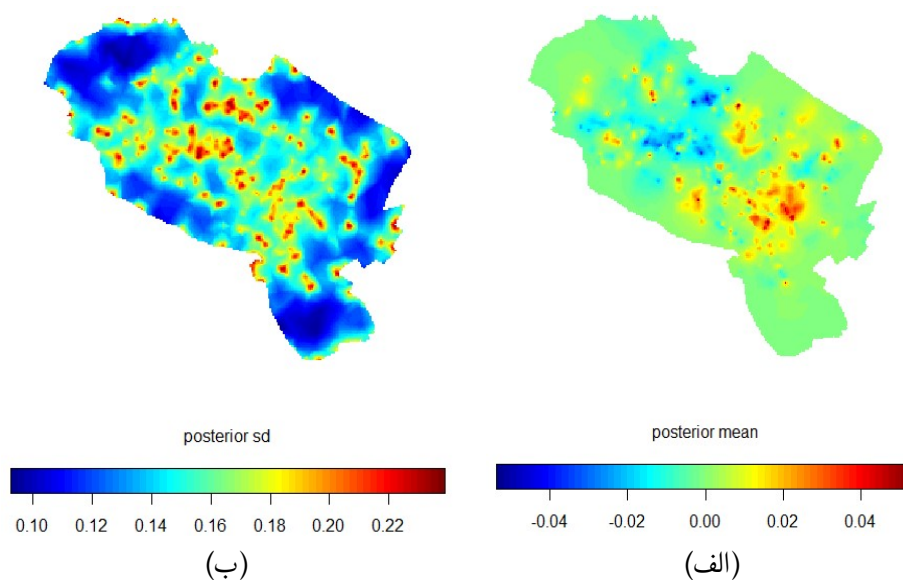 posterior sd
0.10 0.12 0.14 0.16 0.18 0.20 0.22
(ب)
posterior mean
-0.04 -0.02 0.00 0.02 0.04
(الف)